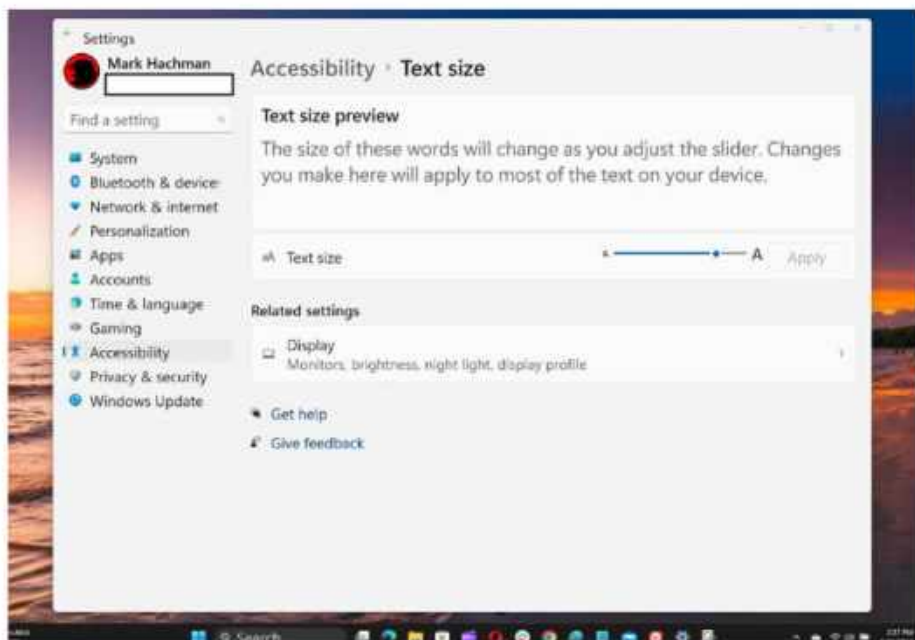 Settings
Mark Hachman
Accessibility › Text size
Find a setting
Text size preview
The size of these words will change as you adjust the slider. Changes
you make here will apply to most of the text on your device.
System
Bluetooth & device
Network & internet
Personalization
Apps
Accounts
Time & language
Gaming
Accessibility
Privacy & security
Windows Update
Text size
A
Apply
Related settings
Display
Monitors, brightness, night light, display profile
Get help
Give feedback
Search